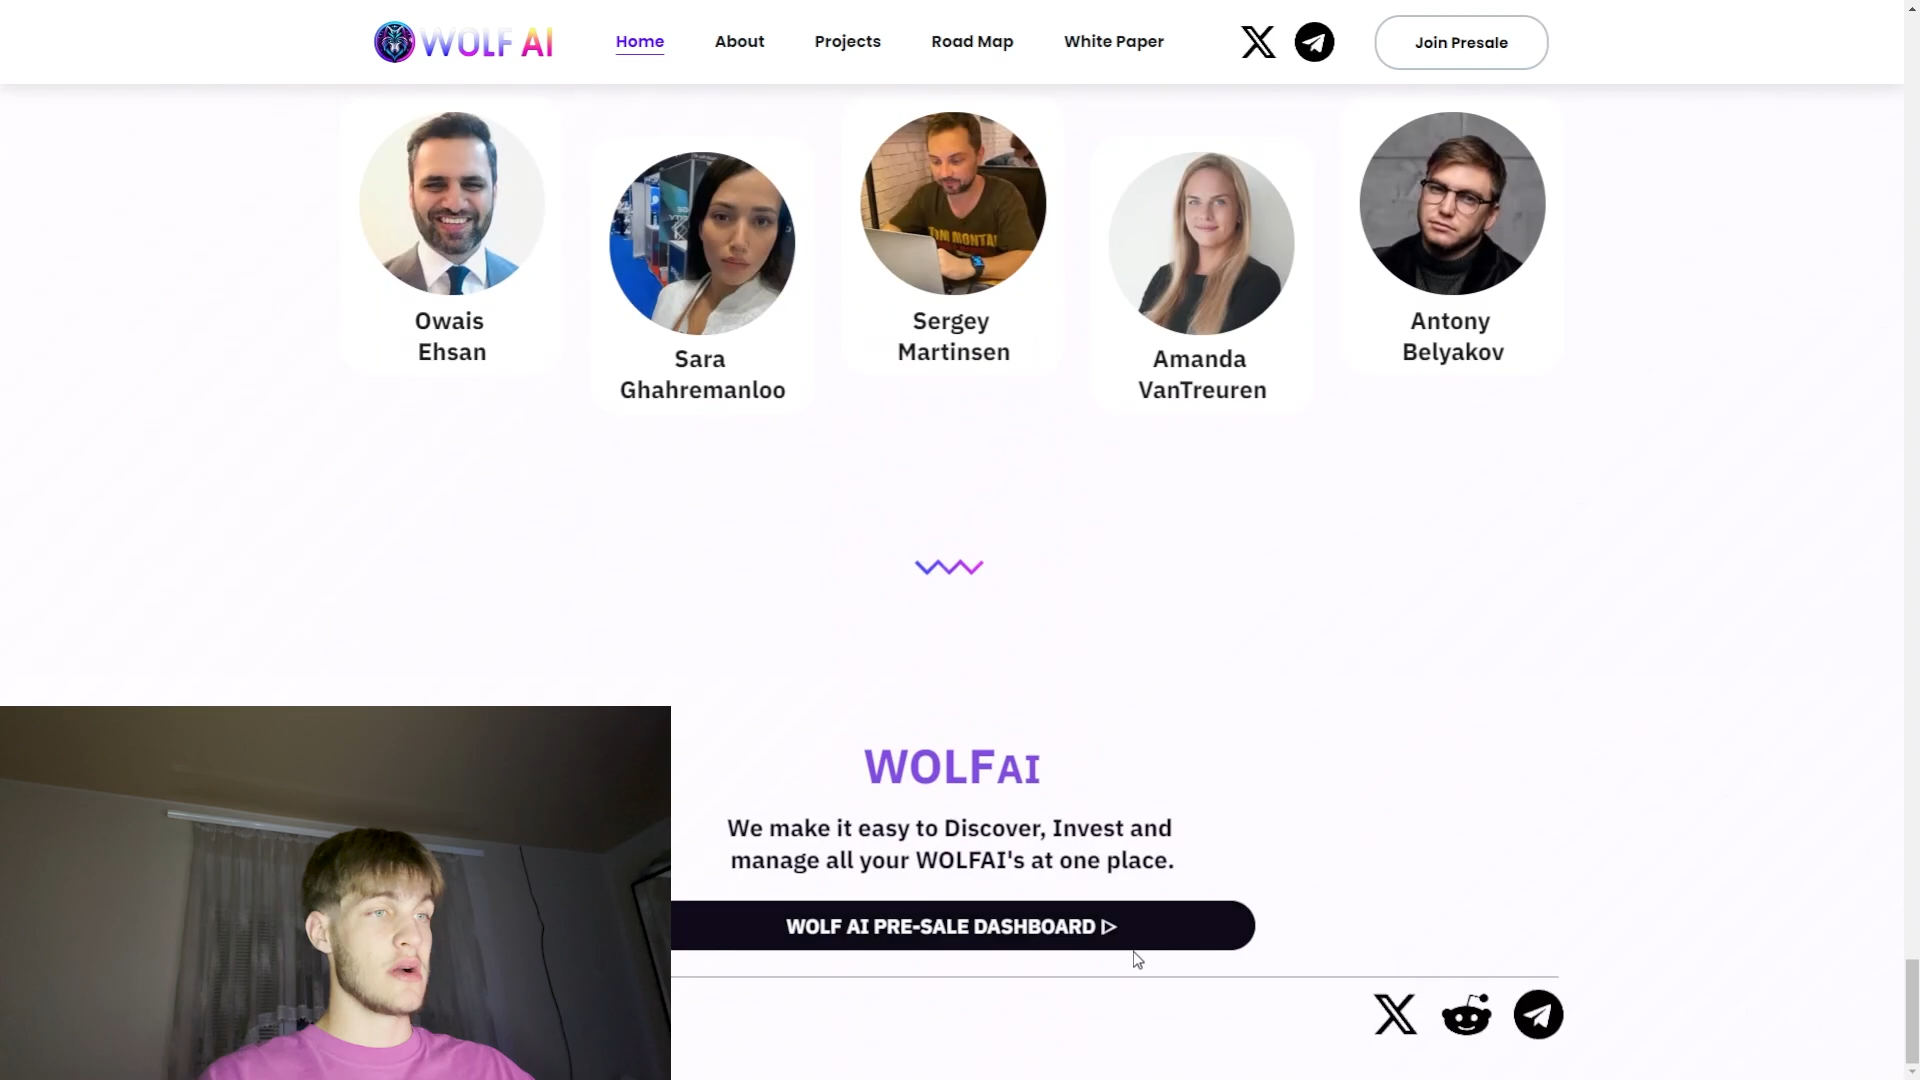 WOLF AI
Home
About
Projects
Road Map
White Paper
Join Presale
Owais
Ehsan
Sara
Ghahremanloo
Sergey
Martinsen
Amanda
VanTreuren
Antony
Belyakov
WOLFAI
We make it easy to Discover, Invest and
manage all your WOLFAI's at one place.
WOLF AI PRE-SALE DASHBOARD ▷